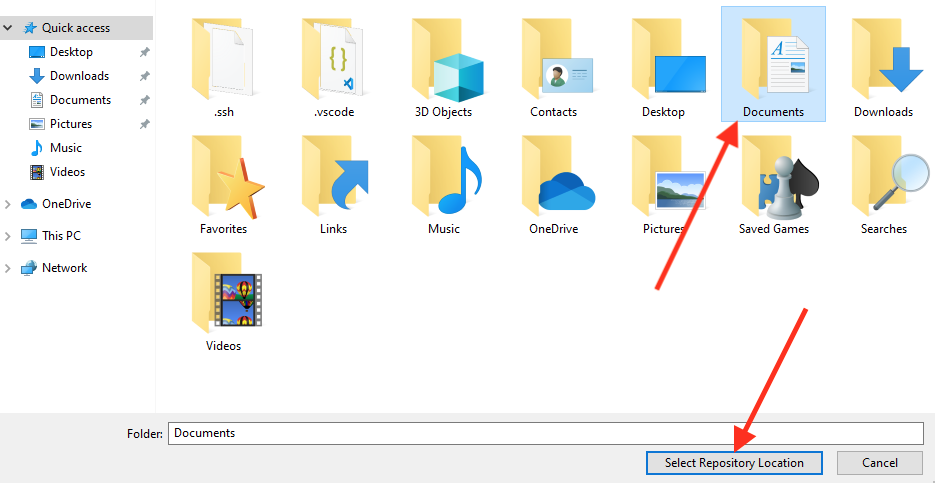 Quick access
Desktop
Downloads
Documents
Pictures
Music
Videos
OneDrive
This PC
Network
.ssh
.vscode
3D Objects
Contacts
Desktop
Documents
Downloads
Favorites
Links
Music
OneDrive
Pictures
Saved Games
Searches
Videos
Folder: Documents
Select Repository Location Cancel